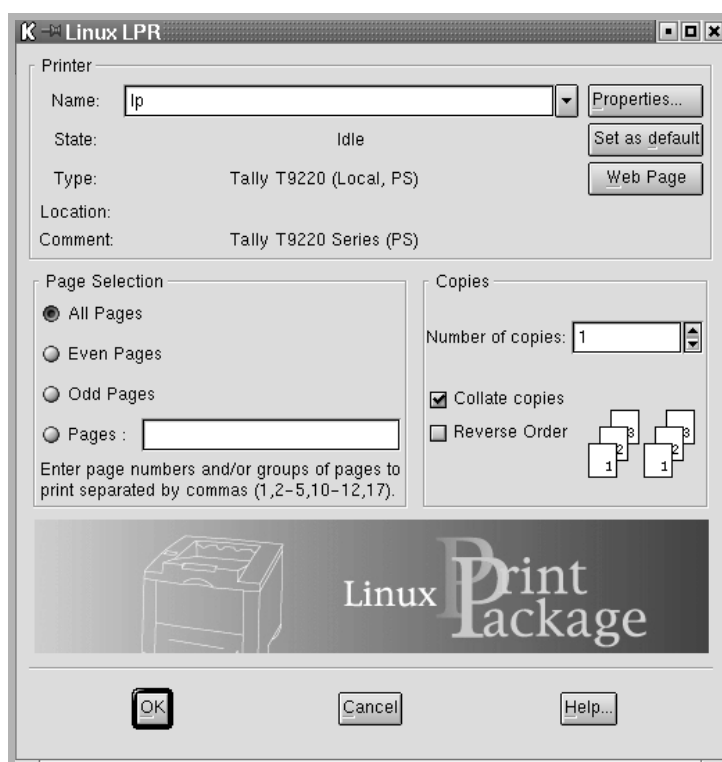 K Linux LPR
Printer
Name: lp Properties...
State: Idle Set as default
Type: Tally T9220 (Local, PS) Web Page
Location:
Comment: Tally T9220 Series (PS)
Page Selection
All Pages
Even Pages
Odd Pages
Pages :
Enter page numbers and/or groups of pages to
print separated by commas (1,2-5,10-12,17).
Copies
Number of copies: 1
Collate copies
Reverse Order
3 3
2 2
1 1
Linux Print
Package
OK Cancel Help...